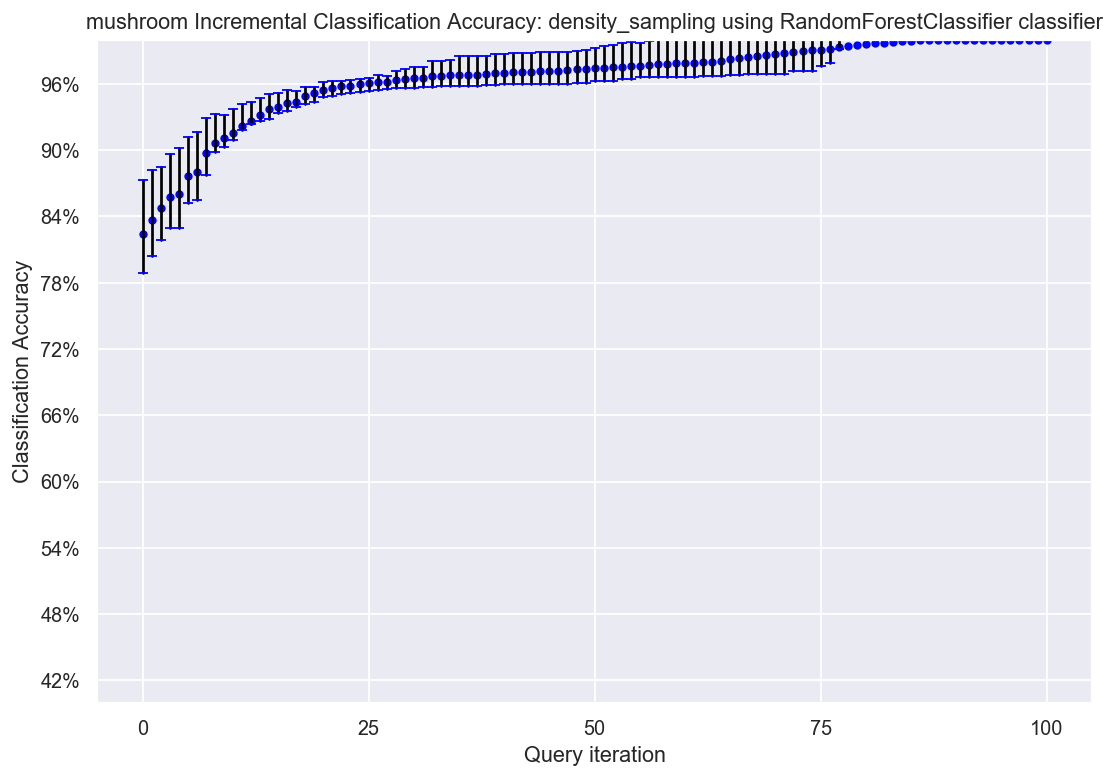 mushroom Incremental Classification Accuracy: density_sampling using RandomForestClassifier classifier
96%
90%
84%
78%
72%
66%
60%
54%
48%
42%
Classification Accuracy
0 25 50 75 100
Query iteration